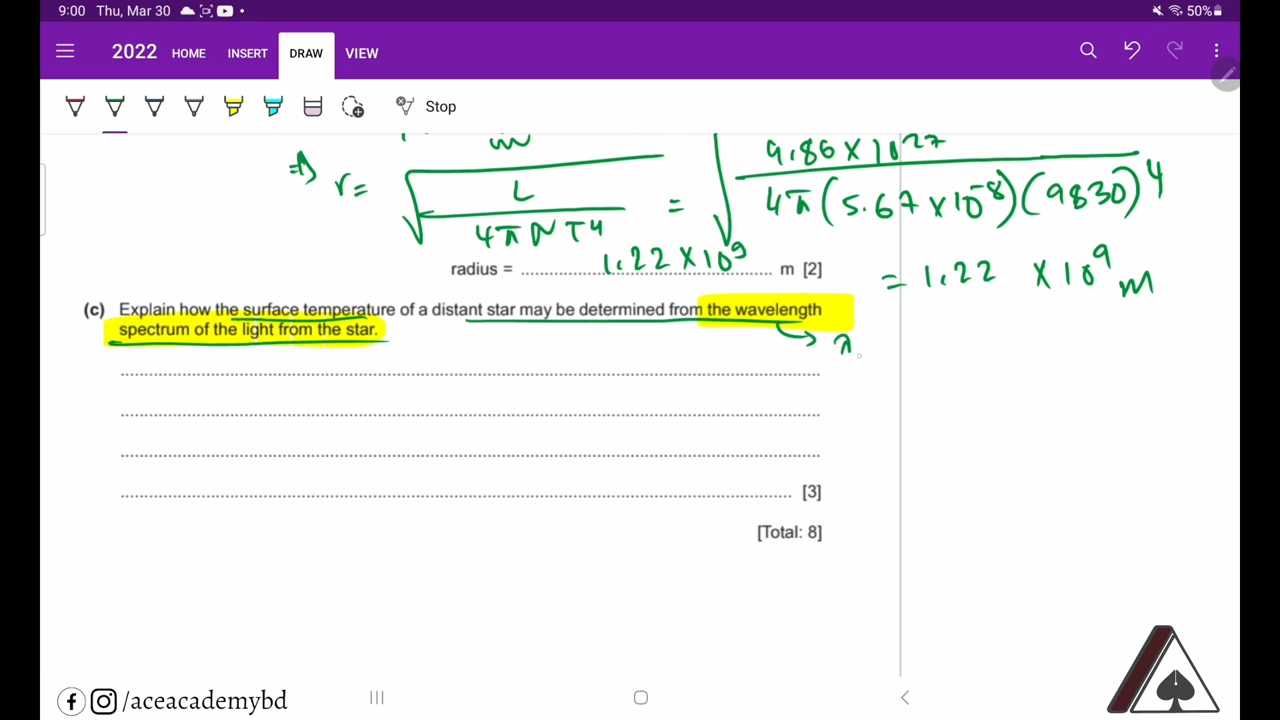 9:00 Thu, Mar 30 50%
2022 HOME INSERT DRAW VIEW
Stop
m
⇒ r = √(L / 4πσT⁴) = √(9.86 × 10²⁷ / 4π(5.67 × 10⁻⁸)(9830)⁴)
radius = 1.22 × 10⁹ m [2]
= 1.22 × 10⁹ m
(c) Explain how the surface temperature of a distant star may be determined from the wavelength
spectrum of the light from the star.
λ
[3]
[Total: 8]
/aceacademybd